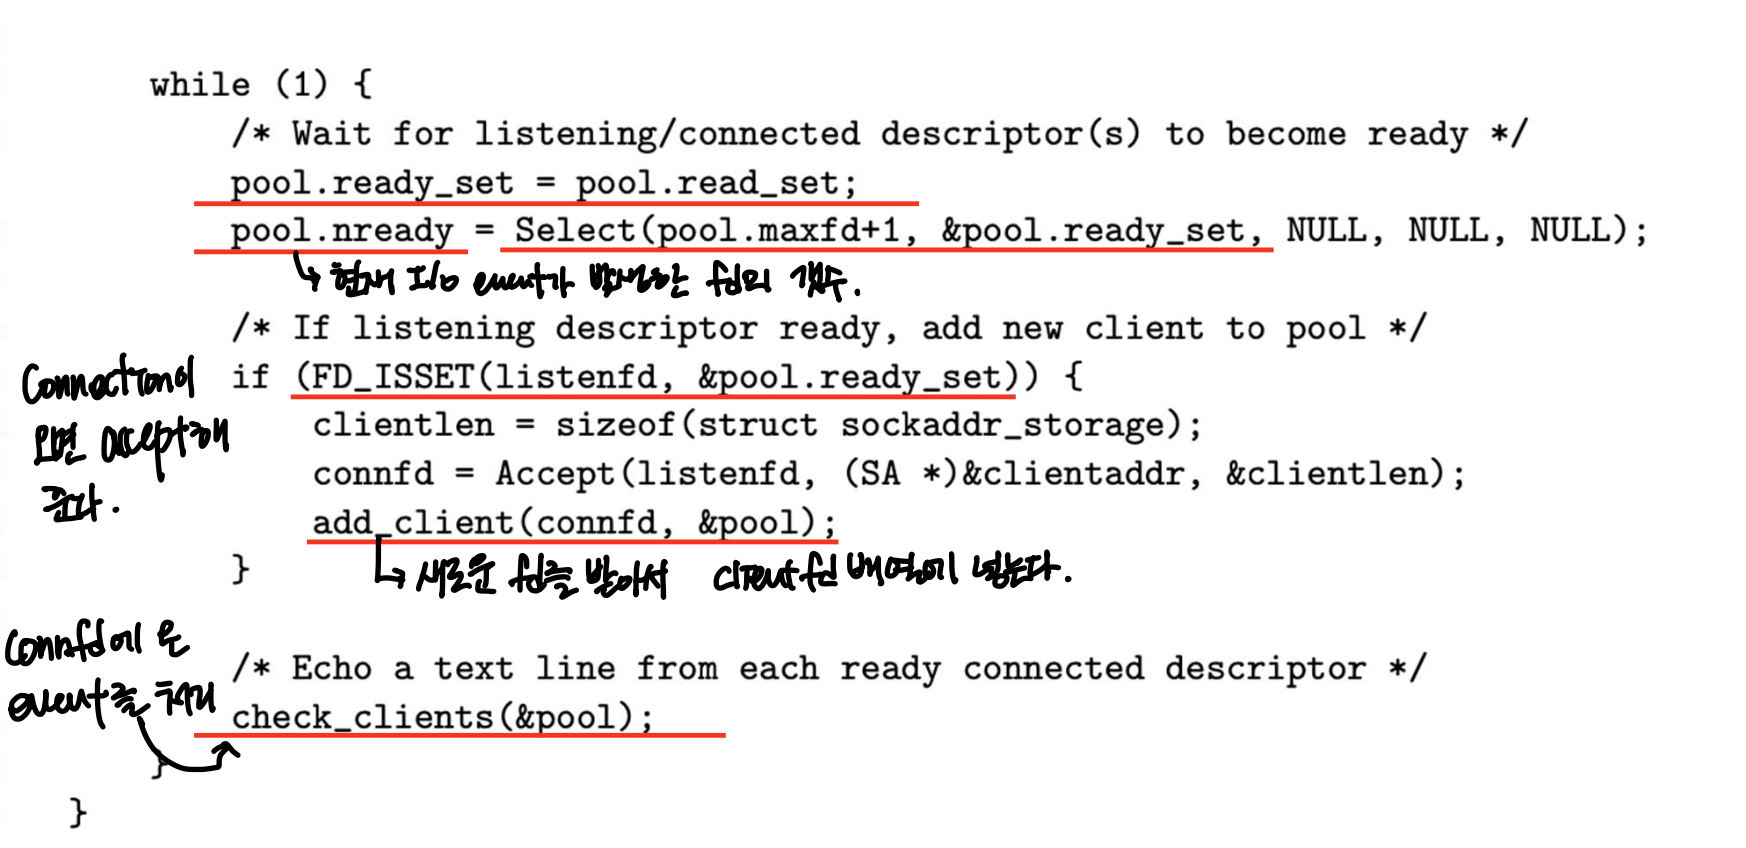 while (1) {
/* Wait for listening/connected descriptor(s) to become ready */
pool.ready_set = pool.read_set;
pool.nready = Select(pool.maxfd+1, &pool.ready_set, NULL, NULL, NULL);
현재 I/O event가 발생한 fd의 갯수.
/* If listening descriptor ready, add new client to pool */
Connection이
오면 accept해
준다.
if (FD_ISSET(listenfd, &pool.ready_set)) {
clientlen = sizeof(struct sockaddr_storage);
connfd = Accept(listenfd, (SA *)&clientaddr, &clientlen);
add_client(connfd, &pool);
}
새로운 fd를 받아서 client fd 배열에 넣는다.
connfd에 온
event를 처리
/* Echo a text line from each ready connected descriptor */
check_clients(&pool);
}
}